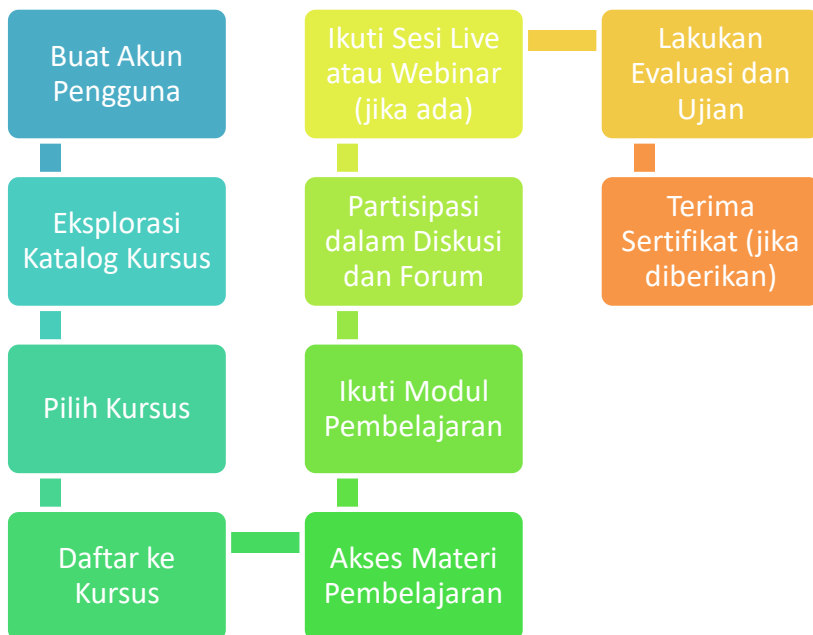 Buat Akun
Pengguna
Eksplorasi
Katalog Kursus
Pilih Kursus
Daftar ke
Kursus
Akses Materi
Pembelajaran
Ikuti Modul
Pembelajaran
Partisipasi
dalam Diskusi
dan Forum
Ikuti Sesi Live
atau Webinar
(jika ada)
Lakukan
Evaluasi dan
Ujian
Terima
Sertifikat (jika
diberikan)